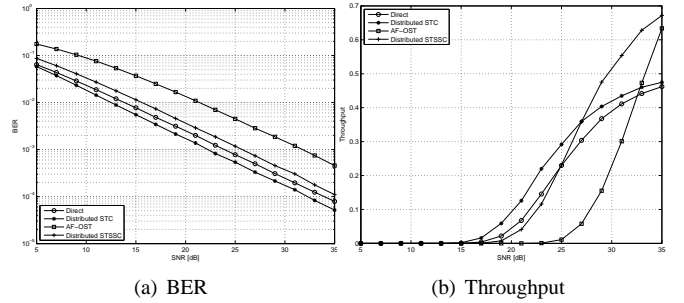 10^0
10^-1
10^-2
10^-3
10^-4
10^-5
BER
Direct
Distributed STC
AF-OST
Distributed STSSC
5 10 15 20 25 30 35
SNR [dB]
(a) BER
0.7
0.6
0.5
0.4
0.3
0.2
0.1
0
Throughput
Direct
Distributed STC
AF-OST
Distributed STSSC
5 10 15 20 25 30 35
SNR [dB]
(b) Throughput